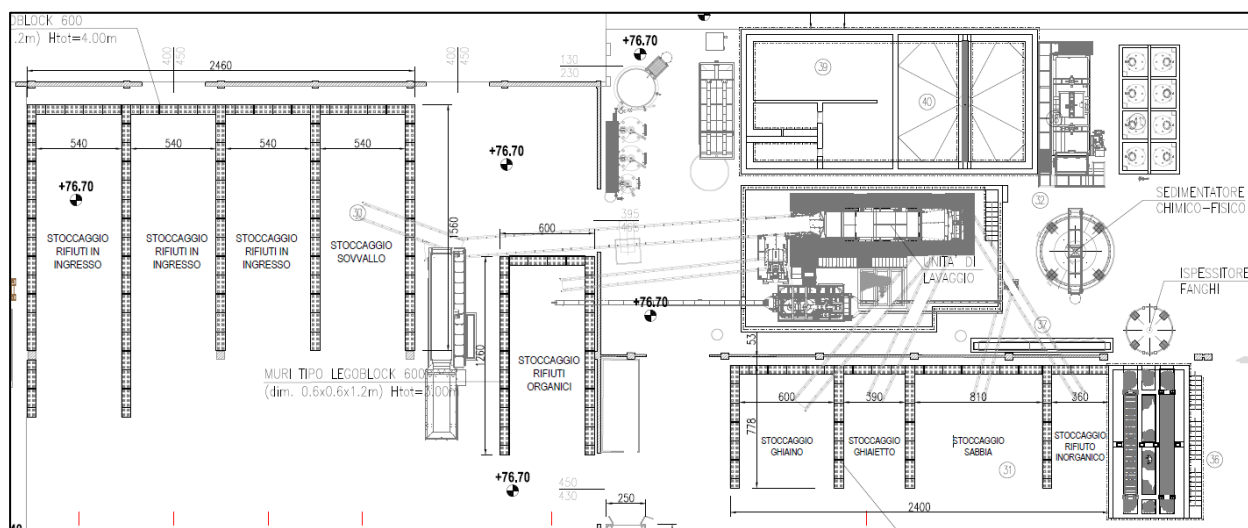 OBLOCK 600
.2m) Htot=4.00m
400
450
400
450
2460
130
230
+76.70
39
40
540
540
540
540
+76.70
+76.70
1560
30
395
465
600
STOCCAGGIO
RIFIUTI IN
INGRESSO
STOCCAGGIO
RIFIUTI IN
INGRESSO
STOCCAGGIO
RIFIUTI IN
INGRESSO
STOCCAGGIO
SOVVALLO
32
SEDIMENTATORE
CHIMICO-FISICO
UNITA DI
LAVAGGIO
ISPESSITORE
FANGHI
+76.70
37
53
MURI TIPO LEGOBLOCK 600
(dim. 0.6x0.6x1.2m) Htot=3.00m
1260
STOCCAGGIO
RIFIUTI
ORGANICI
600
390
810
360
778
STOCCAGGIO
GHIAINO
STOCCAGGIO
GHIAIETTO
STOCCAGGIO
SABBIA
STOCCAGGIO
RIFIUTO
INORGANICO
31
36
+76.70
450
430
250
2400